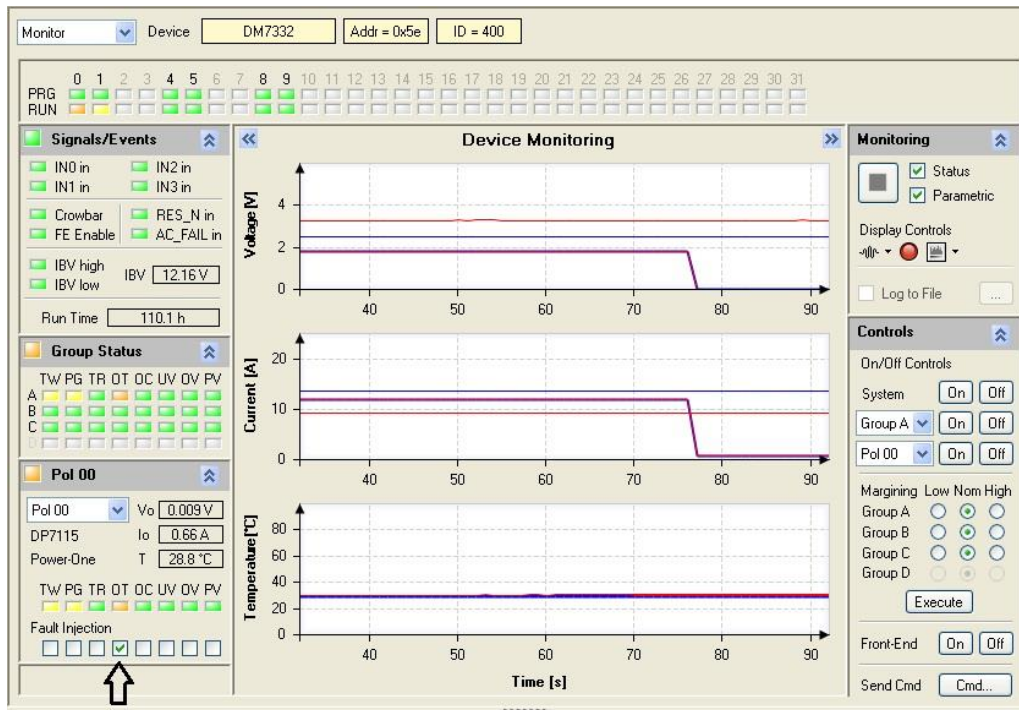 Monitor Device DM7332 Addr = 0x5e ID = 400
0 1 2 3 4 5 6 7 8 9 10 11 12 13 14 15 16 17 18 19 20 21 22 23 24 25 26 27 28 29 30 31
PRG
RUN
Signals/Events
IN0 in IN2 in
IN1 in IN3 in
Crowbar RES_N in
FE Enable AC_FAIL in
IBV high
IBV low
IBV 12.16 V
Run Time 110.1 h
Group Status
TW PG TR OT OC UV OV PV
A
B
C
D
Pol 00
Pol 00 Vo 0.009 V
DP7115 Io 0.66 A
Power-One T 28.8 °C
TW PG TR OT OC UV OV PV
Fault Injection
Device Monitoring
Voltage [V]
4
2
0
40 50 60 70 80 90
Current [A]
20
10
0
40 50 60 70 80 90
Temperature [°C]
80
60
40
20
0
40 50 60 70 80 90
Time [s]
Monitoring
Status
Parametric
Display Controls
Log to File ...
Controls
On/Off Controls
System On Off
Group A On Off
Pol 00 On Off
Margining Low Nom High
Group A
Group B
Group C
Group D
Execute
Front-End On Off
Send Cmd Cmd...